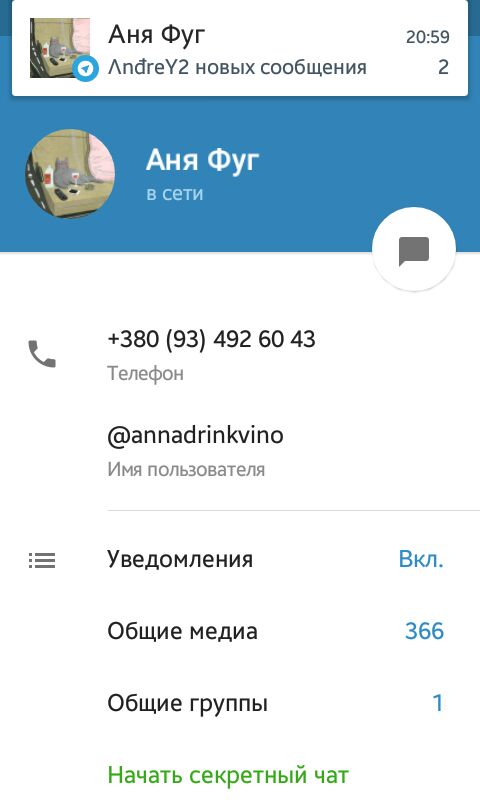 Аня Фуг
20:59
ΛnđreY2 новых сообщения
2
Аня Фуг
в сети
+380 (93) 492 60 43
Телефон
@annadrinkvino
Имя пользователя
Уведомления
Вкл.
Общие медиа
366
Общие группы
1
Начать секретный чат